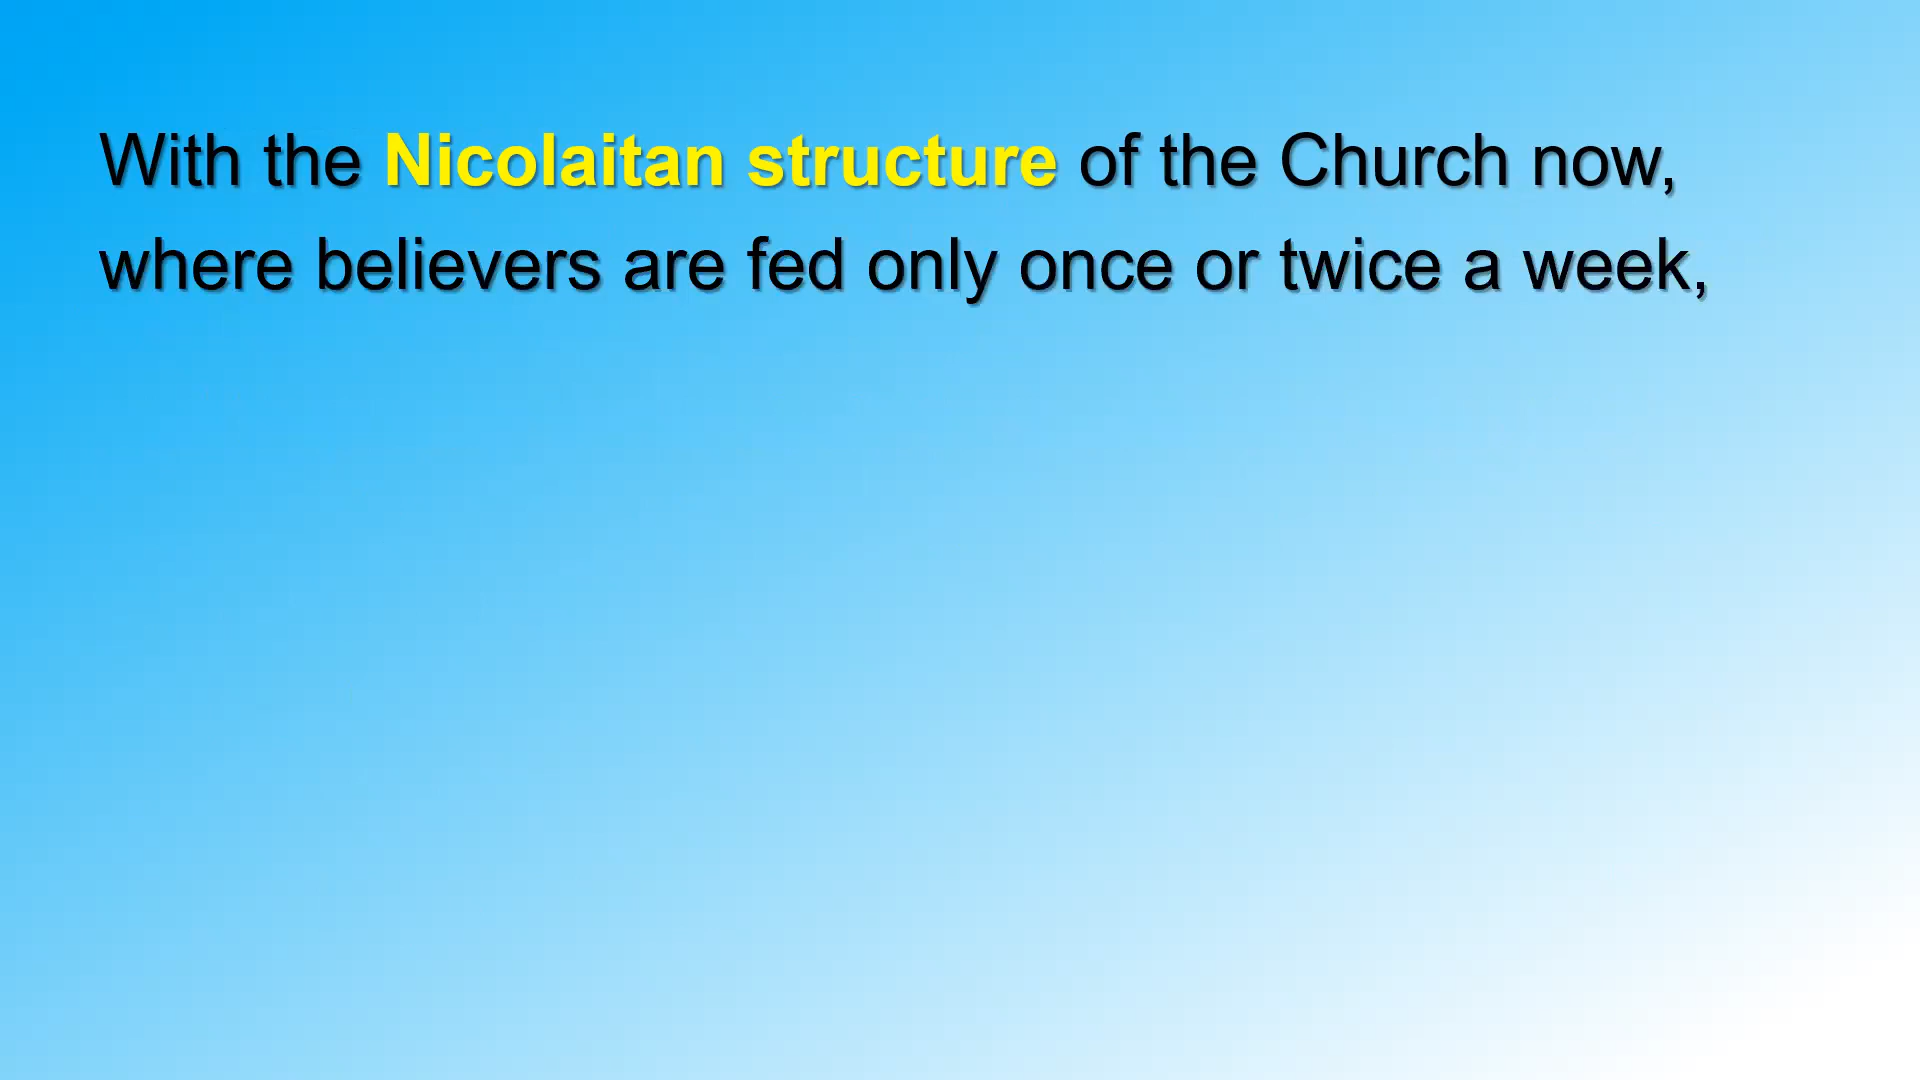 With the Nicolaitan structure of the Church now,
where believers are fed only once or twice a week,